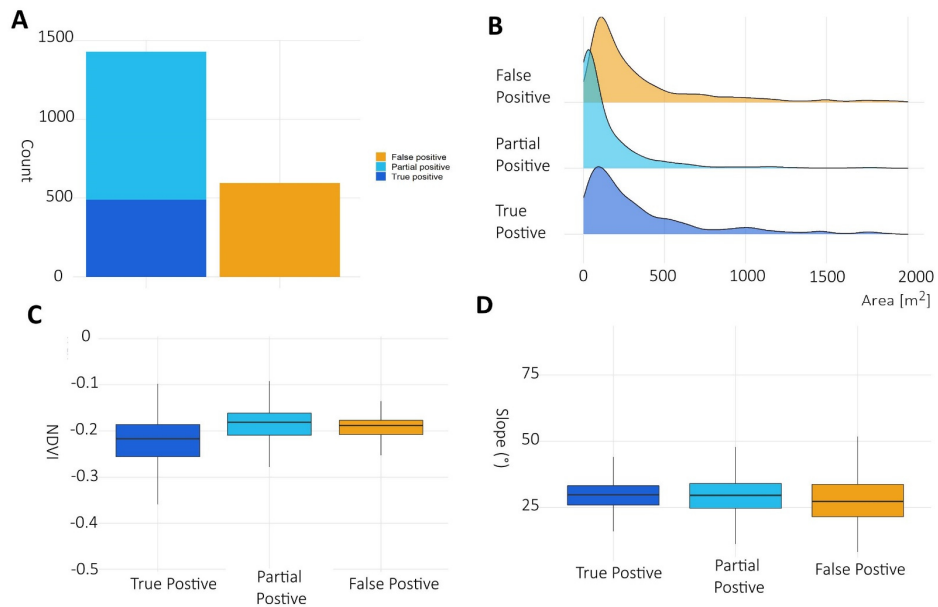 A
1500
1000
500
0
Count
False positive
Partial positive
True positive
B
False
Positive
Partial
Positive
True
Postive
0
500
1000
1500
2000
Area [m²]
C
0
-0.1
-0.2
-0.3
-0.4
-0.5
NDVI
True Postive
Partial
Postive
False Postive
D
75
50
25
Slope (°)
True Postive
Partial
Postive
False Positive